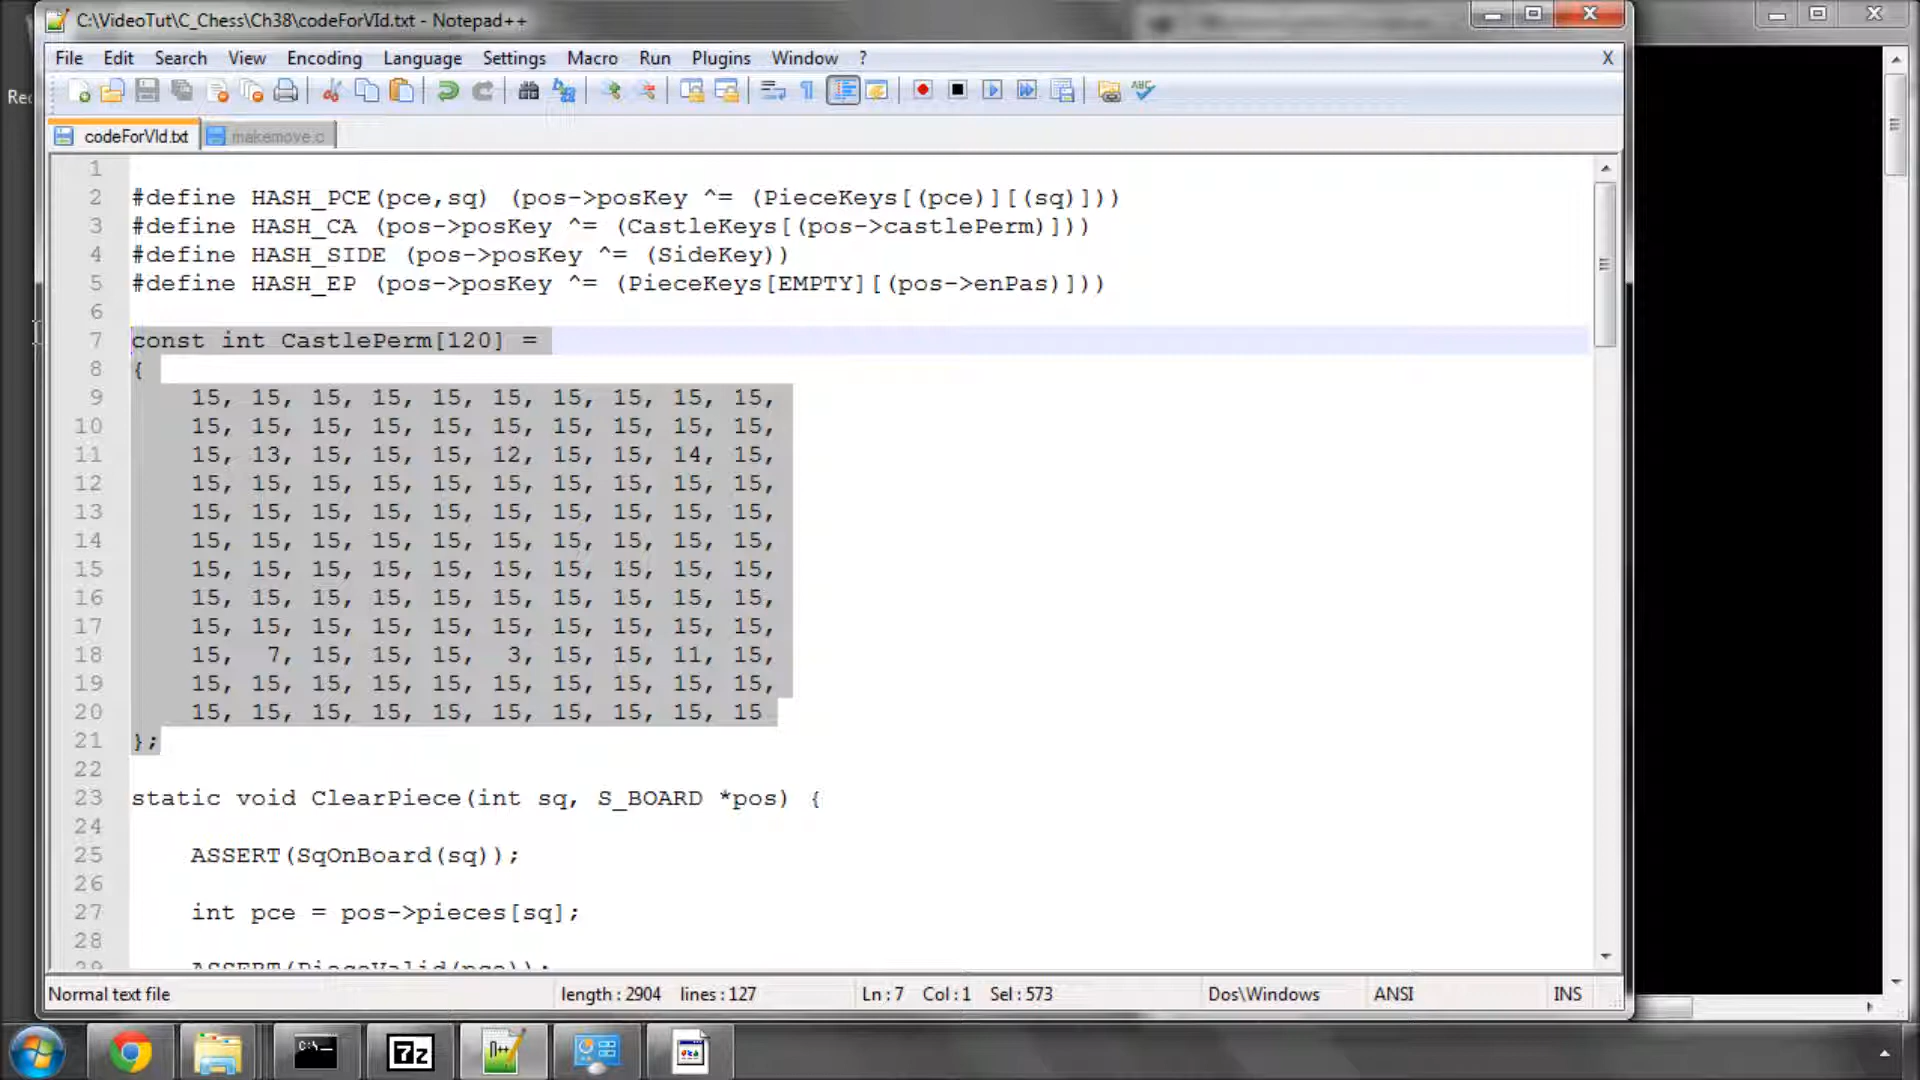 C:\VideoTut\C_Chess\Ch38\codeForVId.txt - Notepad++
File Edit Search View Encoding Language Settings Macro Run Plugins Window ? X
Rec
codeForVId.txt makemove.c
1
2 #define HASH_PCE(pce,sq) (pos->posKey ^= (PieceKeys[(pce)][(sq)]))
3 #define HASH_CA (pos->posKey ^= (CastleKeys[(pos->castlePerm)]))
4 #define HASH_SIDE (pos->posKey ^= (SideKey))
5 #define HASH_EP (pos->posKey ^= (PieceKeys[EMPTY][(pos->enPas)]))
6
7 const int CastlePerm[120] =
8 {
9 15, 15, 15, 15, 15, 15, 15, 15, 15, 15,
10 15, 15, 15, 15, 15, 15, 15, 15, 15, 15,
11 15, 13, 15, 15, 15, 12, 15, 15, 14, 15,
12 15, 15, 15, 15, 15, 15, 15, 15, 15, 15,
13 15, 15, 15, 15, 15, 15, 15, 15, 15, 15,
14 15, 15, 15, 15, 15, 15, 15, 15, 15, 15,
15 15, 15, 15, 15, 15, 15, 15, 15, 15, 15,
16 15, 15, 15, 15, 15, 15, 15, 15, 15, 15,
17 15, 15, 15, 15, 15, 15, 15, 15, 15, 15,
18 15, 7, 15, 15, 15, 3, 15, 15, 11, 15,
19 15, 15, 15, 15, 15, 15, 15, 15, 15, 15,
20 15, 15, 15, 15, 15, 15, 15, 15, 15, 15
21 };
22
23 static void ClearPiece(int sq, S_BOARD *pos) {
24
25 ASSERT(SqOnBoard(sq));
26
27 int pce = pos->pieces[sq];
28
29 ASSERT(PieceValid(pce));
Normal text file length : 2904 lines : 127 Ln : 7 Col : 1 Sel : 573 Dos\Windows ANSI INS